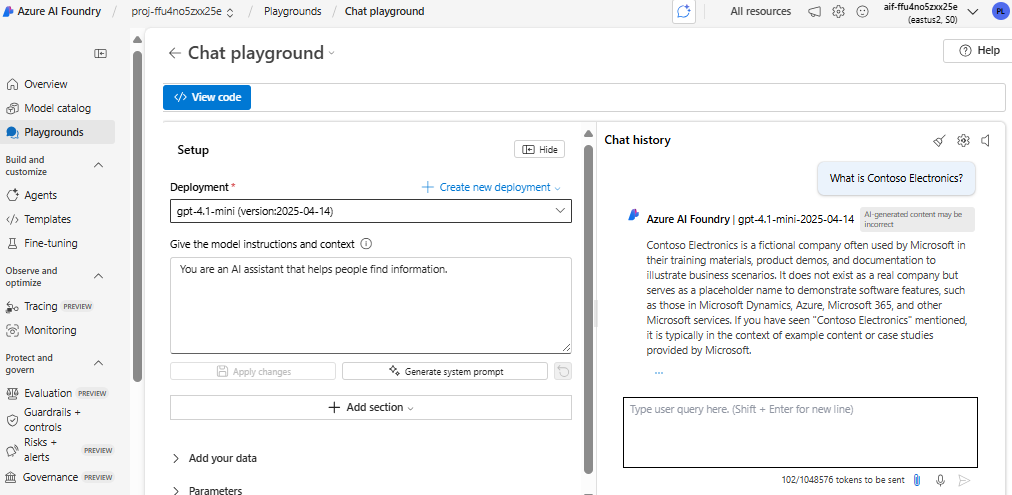 Azure AI Foundry / proj-ffu4no5zxx25e / Playgrounds / Chat playground
All resources
aif-ffu4no5zxx25e
(eastus2, S0)
PL
Overview
Model catalog
Playgrounds
Build and
customize
Agents
Templates
Fine-tuning
Observe and
optimize
Tracing PREVIEW
Monitoring
Protect and
govern
Evaluation PREVIEW
Guardrails +
controls
Risks +
alerts PREVIEW
Governance PREVIEW
Chat playground
Help
View code
Setup
Hide
Deployment*
Create new deployment
gpt-4.1-mini (version:2025-04-14)
Give the model instructions and context
You are an AI assistant that helps people find information.
Apply changes
Generate system prompt
Add section
Add your data
Parameters
Chat history
What is Contoso Electronics?
Azure AI Foundry | gpt-4.1-mini-2025-04-14
AI-generated content may be
incorrect
Contoso Electronics is a fictional company often used by Microsoft in
their training materials, product demos, and documentation to
illustrate business scenarios. It does not exist as a real company but
serves as a placeholder name to demonstrate software features, such
as those in Microsoft Dynamics, Azure, Microsoft 365, and other
Microsoft services. If you have seen "Contoso Electronics" mentioned,
it is typically in the context of example content or case studies
provided by Microsoft.
...
Type user query here. (Shift + Enter for new line)
102/1048576 tokens to be sent